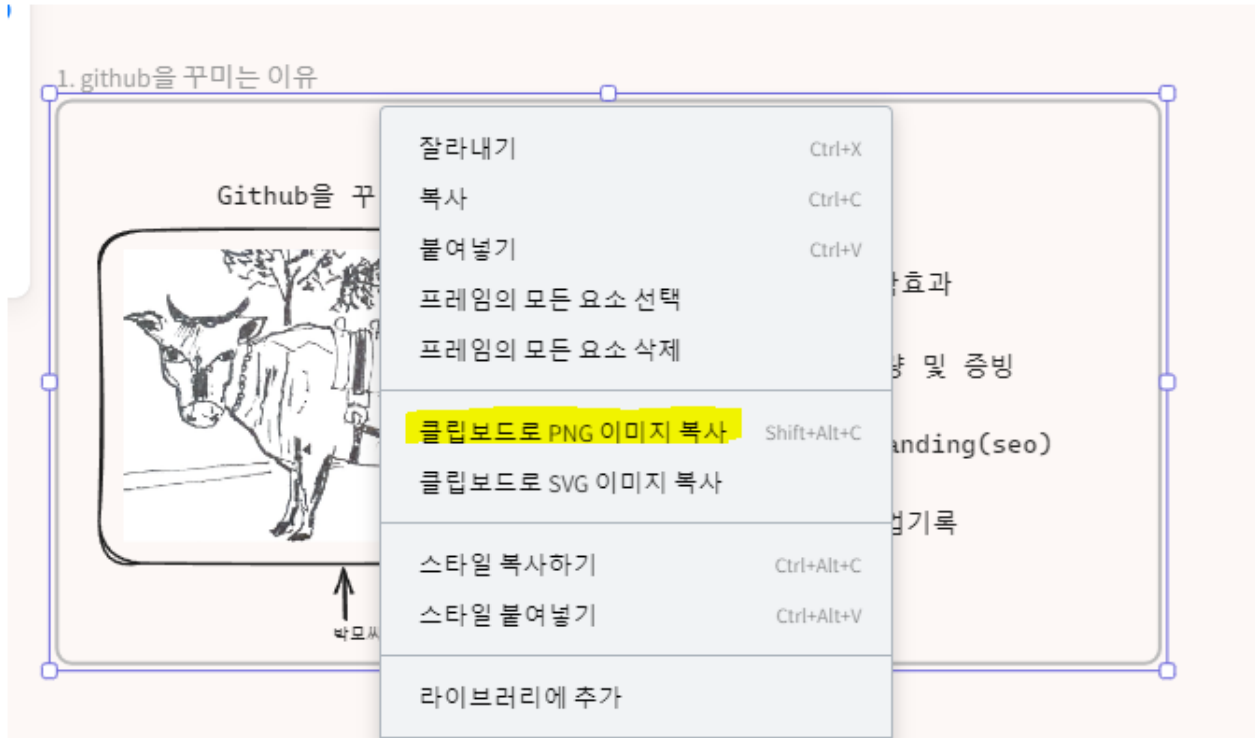 1. github을 꾸미는 이유
Github을 꾸
잘라내기 Ctrl+X
복사 Ctrl+C
붙여넣기 Ctrl+V
프레임의 모든 요소 선택
프레임의 모든 요소 삭제
클립보드로 PNG 이미지 복사 Shift+Alt+C
클립보드로 SVG 이미지 복사
스타일 복사하기 Ctrl+Alt+C
스타일 붙여넣기 Ctrl+Alt+V
라이브러리에 추가
효과
및 증빙
anding(seo)
기록
박모씨